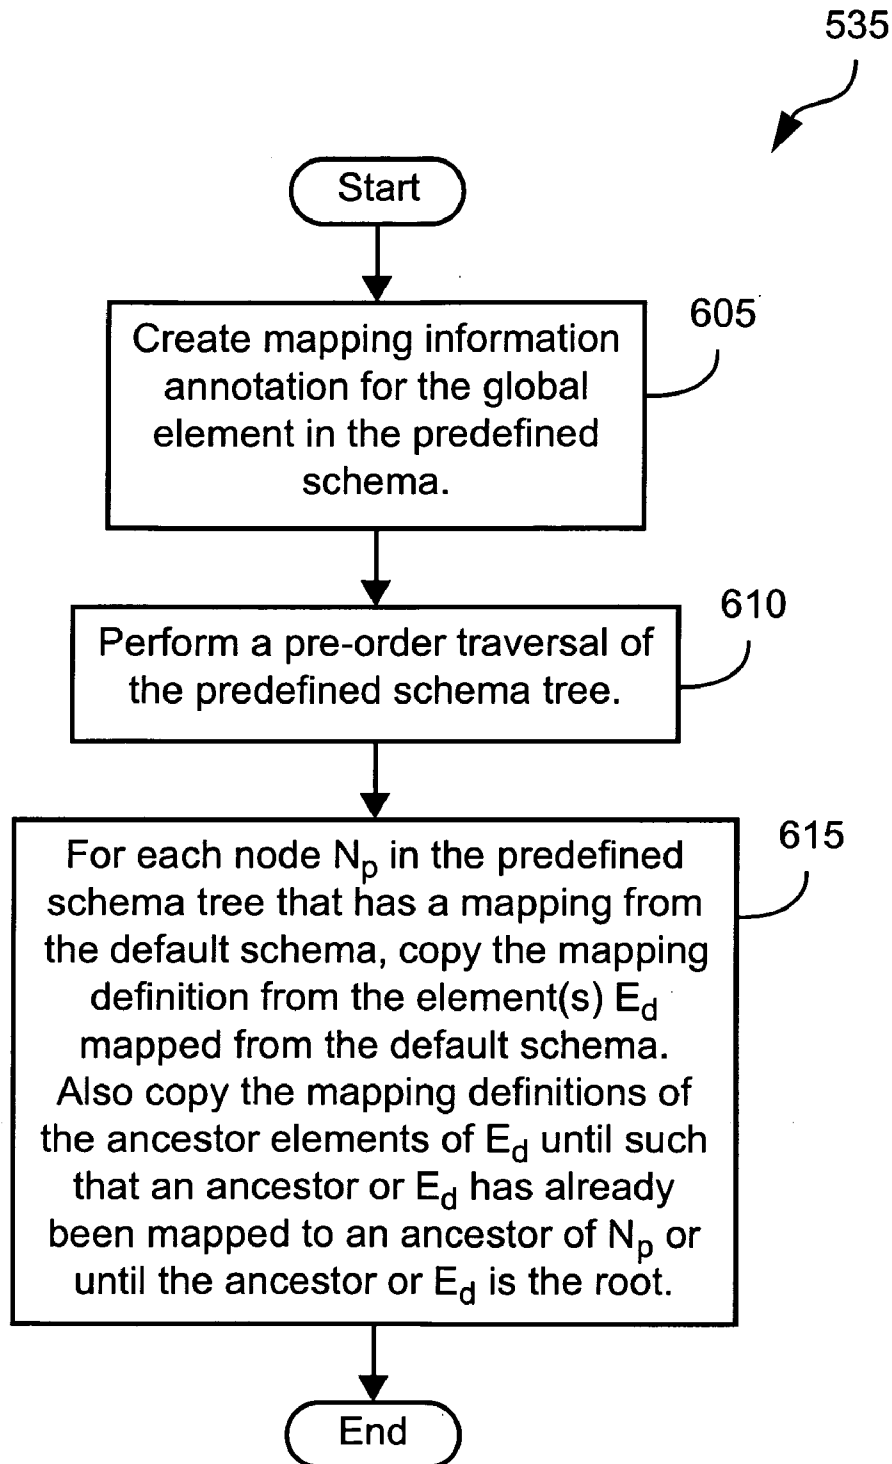 535
Start
605
Create mapping information
annotation for the global
element in the predefined
schema.
610
Perform a pre-order traversal of
the predefined schema tree.
615
For each node Np in the predefined
schema tree that has a mapping from
the default schema, copy the mapping
definition from the element(s) Ed
mapped from the default schema.
Also copy the mapping definitions of
the ancestor elements of Ed until such
that an ancestor or Ed has already
been mapped to an ancestor of Np or
until the ancestor or Ed is the root.
End